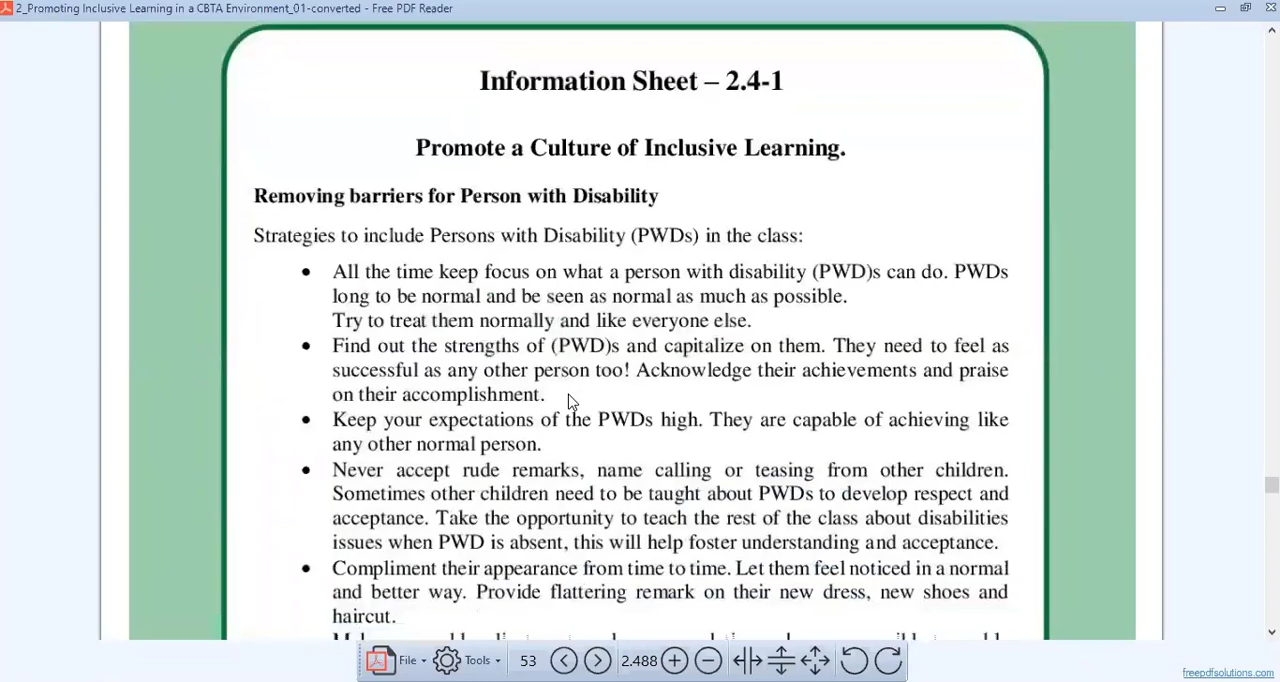 2_Promoting Inclusive Learning in a CBTA Environment_01-converted - Free PDF Reader
Information Sheet – 2.4-1
Promote a Culture of Inclusive Learning.
Removing barriers for Person with Disability
Strategies to include Persons with Disability (PWDs) in the class:
• All the time keep focus on what a person with disability (PWD)s can do. PWDs
long to be normal and be seen as normal as much as possible.
Try to treat them normally and like everyone else.
• Find out the strengths of (PWD)s and capitalize on them. They need to feel as
successful as any other person too! Acknowledge their achievements and praise
on their accomplishment.
• Keep your expectations of the PWDs high. They are capable of achieving like
any other normal person.
• Never accept rude remarks, name calling or teasing from other children.
Sometimes other children need to be taught about PWDs to develop respect and
acceptance. Take the opportunity to teach the rest of the class about disabilities
issues when PWD is absent, this will help foster understanding and acceptance.
• Compliment their appearance from time to time. Let them feel noticed in a normal
and better way. Provide flattering remark on their new dress, new shoes and
haircut.
File Tools 53 2.488
freepdfsolutions.com